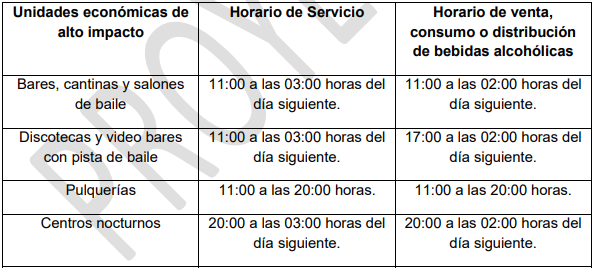 Unidades económicas de alto impacto
Horario de Servicio
Horario de venta, consumo o distribución de bebidas alcohólicas
Bares, cantinas y salones de baile
11:00 a las 03:00 horas del día siguiente.
11:00 a las 02:00 horas del día siguiente.
Discotecas y video bares con pista de baile
11:00 a las 03:00 horas del día siguiente.
17:00 a las 02:00 horas del día siguiente.
Pulquerías
11:00 a las 20:00 horas.
11:00 a las 20:00 horas.
Centros nocturnos
20:00 a las 03:00 horas del día siguiente.
20:00 a las 02:00 horas del día siguiente.